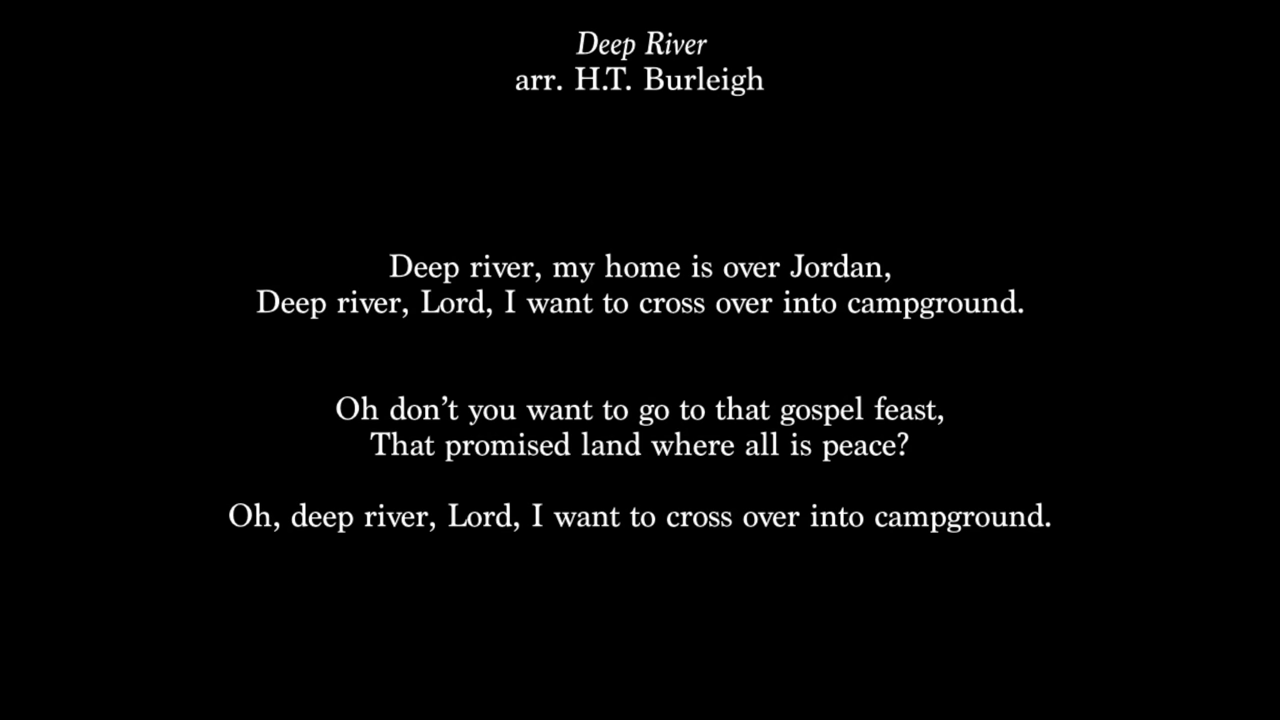 Deep River
arr. H.T. Burleigh
Deep river, my home is over Jordan,
Deep river, Lord, I want to cross over into campground.
Oh don’t you want to go to that gospel feast,
That promised land where all is peace?
Oh, deep river, Lord, I want to cross over into campground.